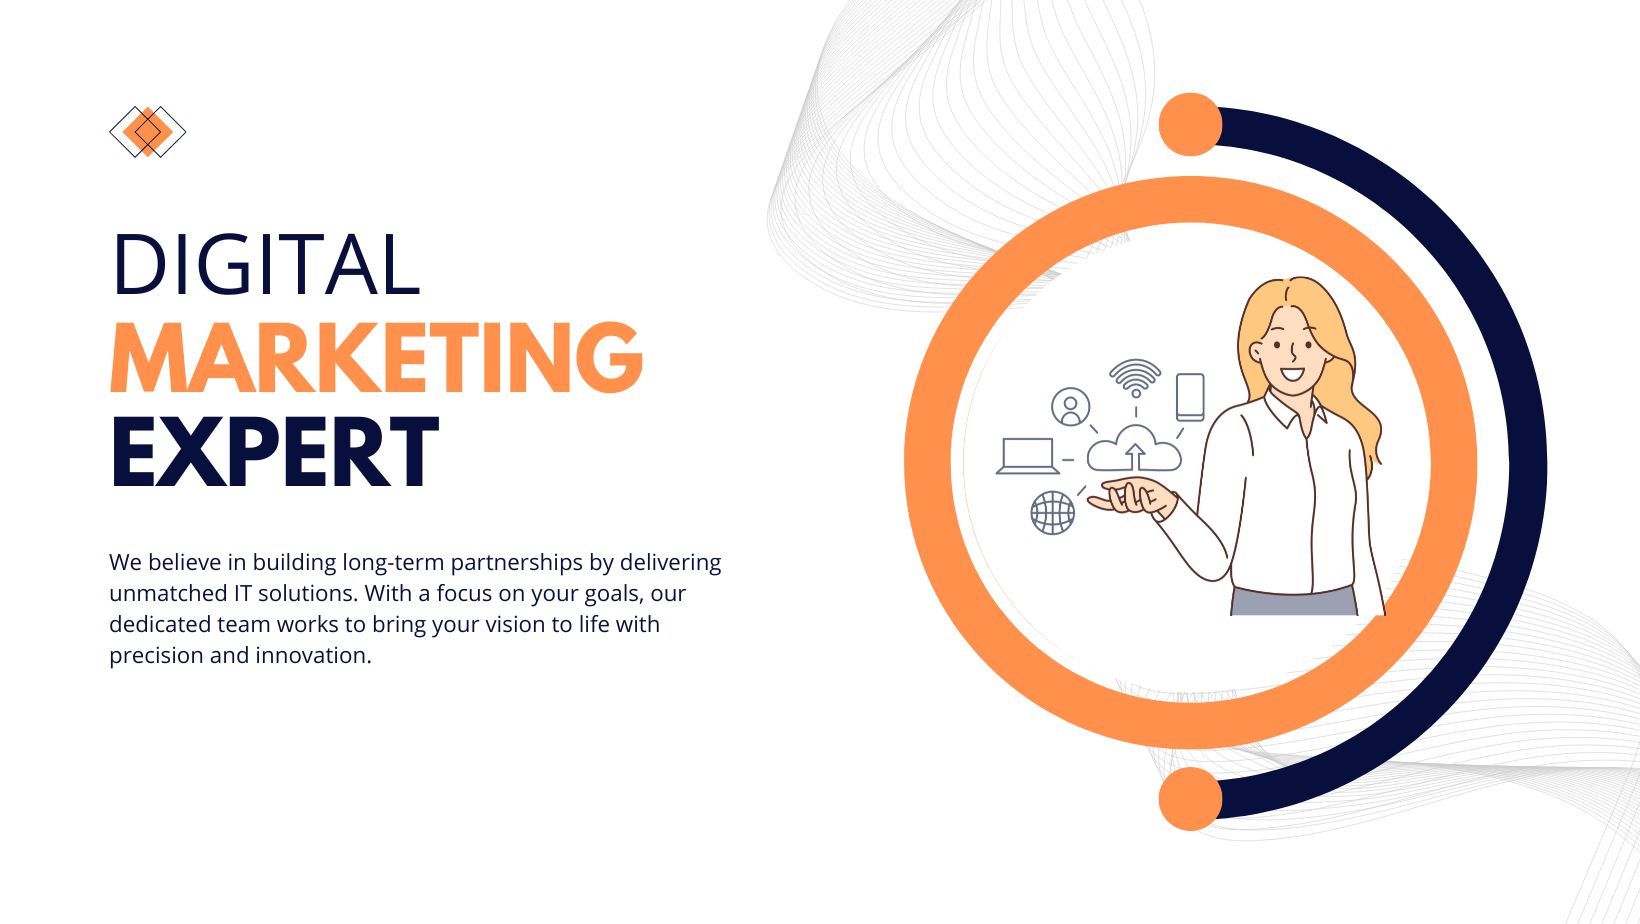 DIGITAL
MARKETING
EXPERT
We believe in building long-term partnerships by delivering
unmatched IT solutions. With a focus on your goals, our
dedicated team works to bring your vision to life with
precision and innovation.